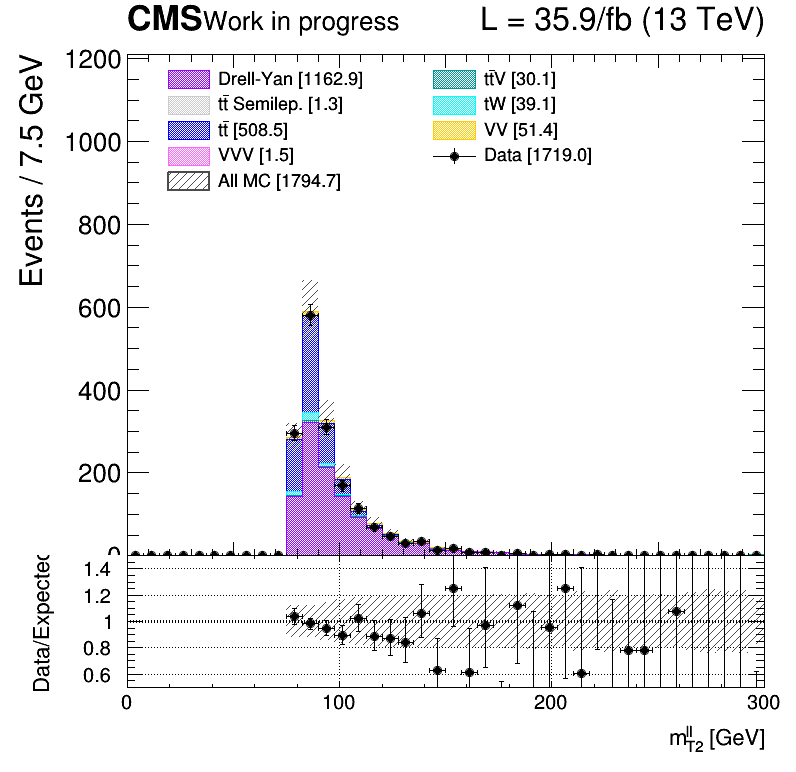 CMS Work in progress L = 35.9/fb (13 TeV)
Events / 7.5 GeV
1200
1000
800
600
400
200
0
Drell-Yan [1162.9]
tt̄ Semilep. [1.3]
tt̄ [508.5]
VVV [1.5]
All MC [1794.7]
tt̄V [30.1]
tW [39.1]
VV [51.4]
Data [1719.0]
Data/Expected
1.4
1.2
1
0.8
0.6
0 100 200 300
m_{T2}^{ll} [GeV]